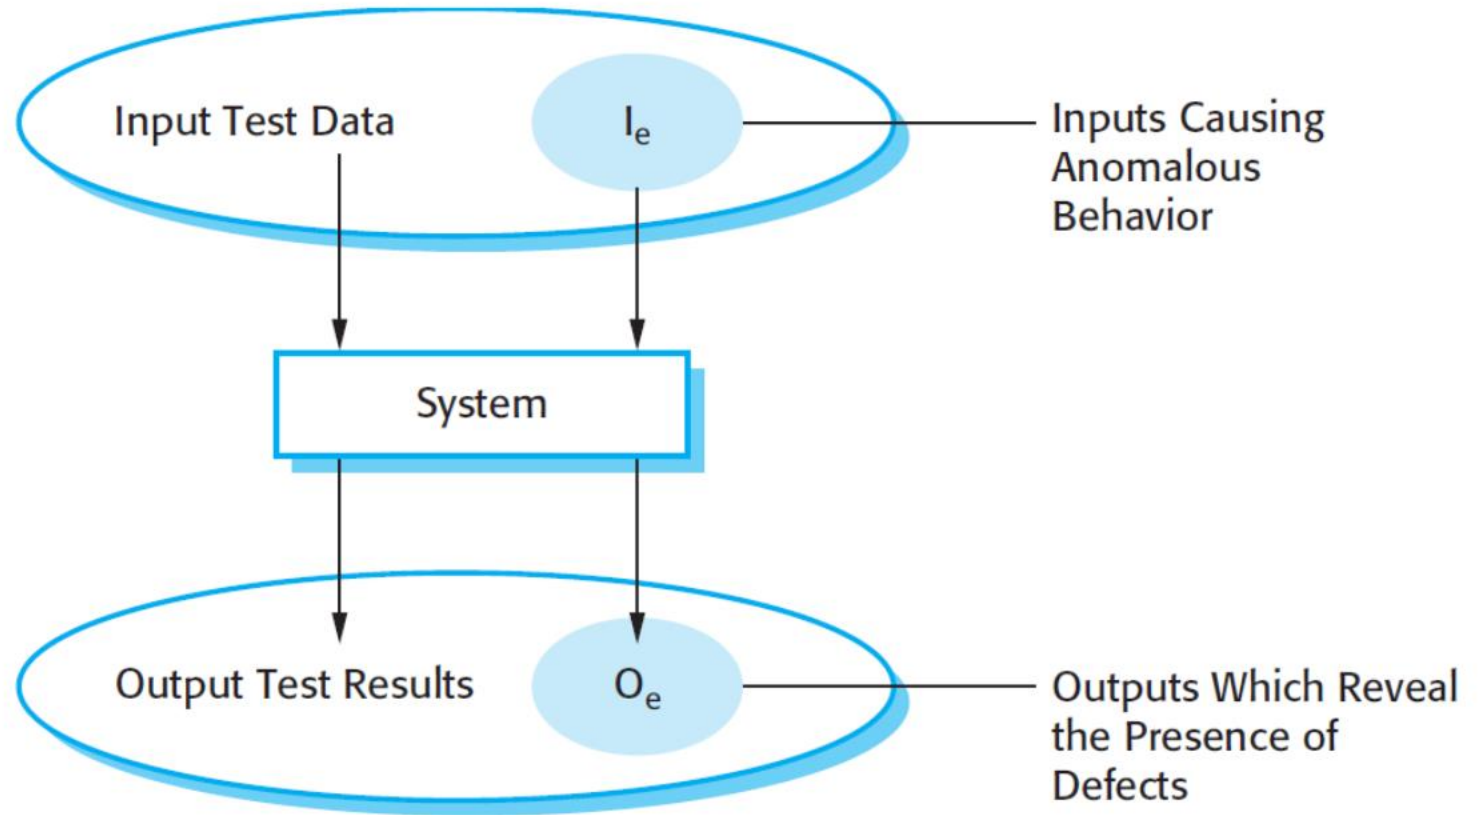 Input Test Data
Ie
Inputs Causing
Anomalous
Behavior
System
Output Test Results
Oe
Outputs Which Reveal
the Presence of
Defects